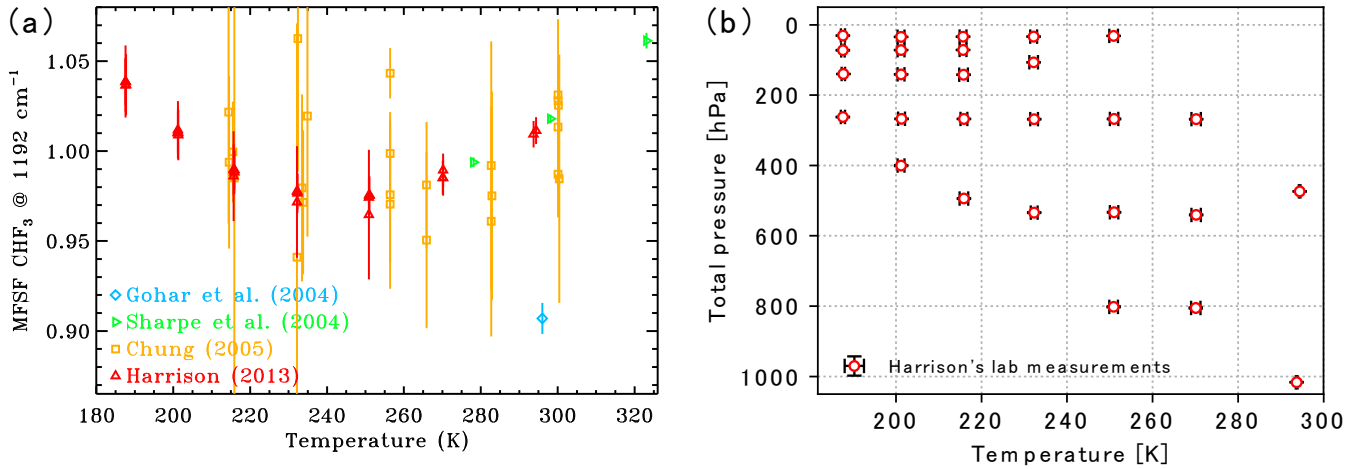 (a)
MFSF CHF₃ @ 1192 cm⁻¹
1.05
1.00
0.95
0.90
Gohar et al. (2004)
Sharpe et al. (2004)
Chung (2005)
Harrison (2013)
180 200 220 240 260 280 300 320
Temperature (K)
(b)
Total pressure [hPa]
0
200
400
600
800
1000
Harrison's lab measurements
200 220 240 260 280 300
Temperature [K]